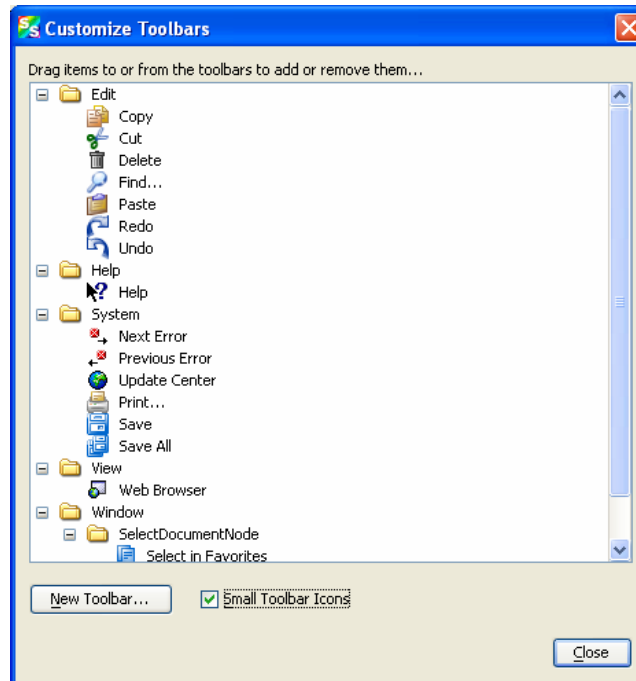 Customize Toolbars
Drag items to or from the toolbars to add or remove them...
Edit
Copy
Cut
Delete
Find...
Paste
Redo
Undo
Help
Help
System
Next Error
Previous Error
Update Center
Print...
Save
Save All
View
Web Browser
Window
SelectDocumentNode
Select in Favorites
New Toolbar... Small Toolbar Icons
Close